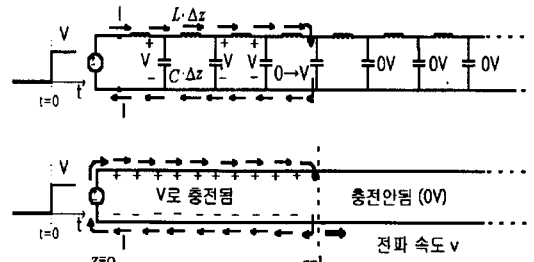 I L·Δz
V + + +
V V V
- C·Δz - - 0→V 0V 0V 0V
t=0 t
I
V
+ + + + + + + + + +
V로 충전됨 충전안됨 (0V)
- - - - - - - - - -
t=0 t
I
z=0 z=l 전파 속도 v